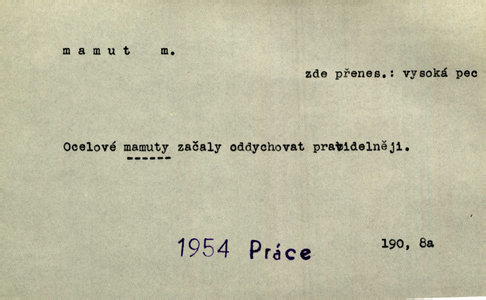 mamut m.
zde přenes.: vysoká pec
Ocelové mamuty začaly oddychovat pravidelněji.
1954 Práce 190, 8a